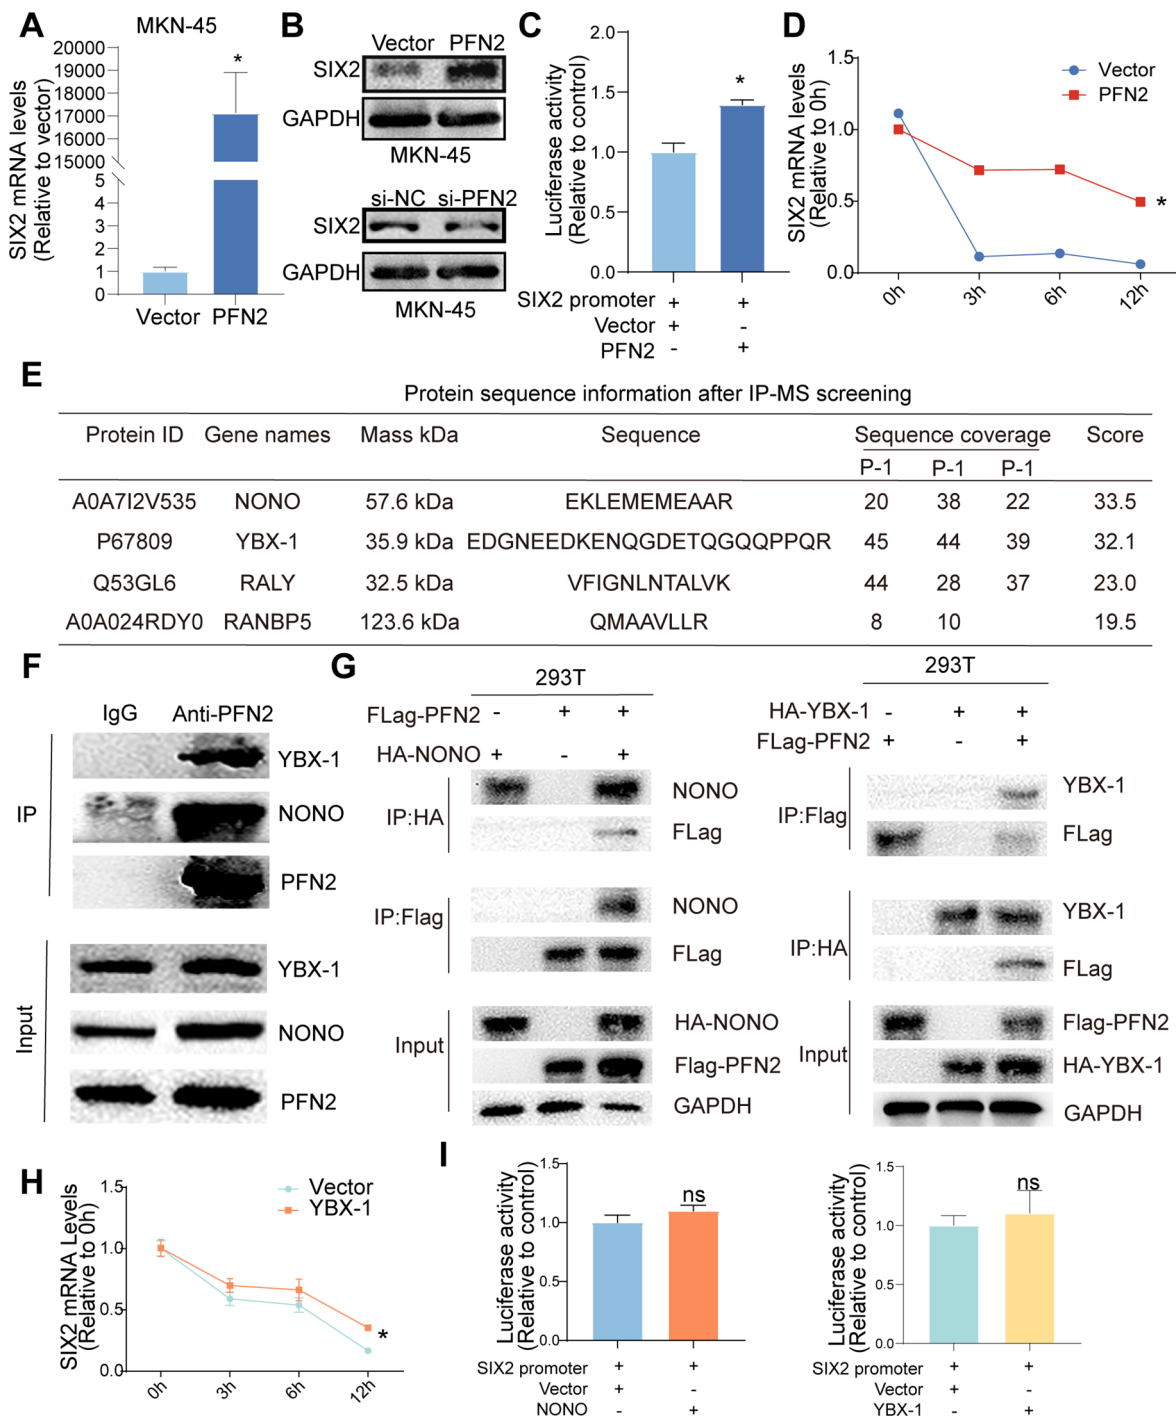 A
MKN-45
SIX2 mRNA levels
(Relative to vector)
20000
19000
18000
17000
16000
15000
5
4
3
2
1
0
*
Vector PFN2
B
Vector PFN2
SIX2
GAPDH
MKN-45
si-NC si-PFN2
SIX2
GAPDH
MKN-45
C
Luciferase activity
(Relative to control)
2.0
1.5
1.0
0.5
0.0
*
SIX2 promoter + +
Vector + -
PFN2 - +
D
SIX2 mRNA levels
(Relative to 0h)
1.5
1.0
0.5
0.0
Vector
PFN2
*
0h 3h 6h 12h
E
Protein sequence information after IP-MS screening
Protein ID Gene names Mass kDa Sequence Sequence coverage Score
P-1 P-1 P-1
A0A7I2V535 NONO 57.6 kDa EKLEMEMEAAR 20 38 22 33.5
P67809 YBX-1 35.9 kDa EDGNEEDKENQGDETQGQQPPQR 45 44 39 32.1
Q53GL6 RALY 32.5 kDa VFIGNLNTALVK 44 28 37 23.0
A0A024RDY0 RANBP5 123.6 kDa QMAAVLLR 8 10 19.5
F
IgG Anti-PFN2
IP
YBX-1
NONO
PFN2
Input
YBX-1
NONO
PFN2
G
293T
FLag-PFN2 - + +
HA-NONO + - +
IP:HA
NONO
FLag
IP:Flag
NONO
FLag
Input
HA-NONO
Flag-PFN2
GAPDH
293T
HA-YBX-1 - + +
FLag-PFN2 + - +
IP:Flag
YBX-1
FLag
IP:HA
YBX-1
FLag
Input
Flag-PFN2
HA-YBX-1
GAPDH
H
SIX2 mRNA Levels
(Relative to 0h)
1.5
1.0
0.5
0.0
Vector
YBX-1
*
0h 3h 6h 12h
I
Luciferase activity
(Relative to control)
1.5
1.0
0.5
0.0
ns
SIX2 promoter + +
Vector + -
NONO - +
Luciferase activity
(Relative to control)
1.5
1.0
0.5
0.0
ns
SIX2 promoter + +
Vector + -
YBX-1 - +